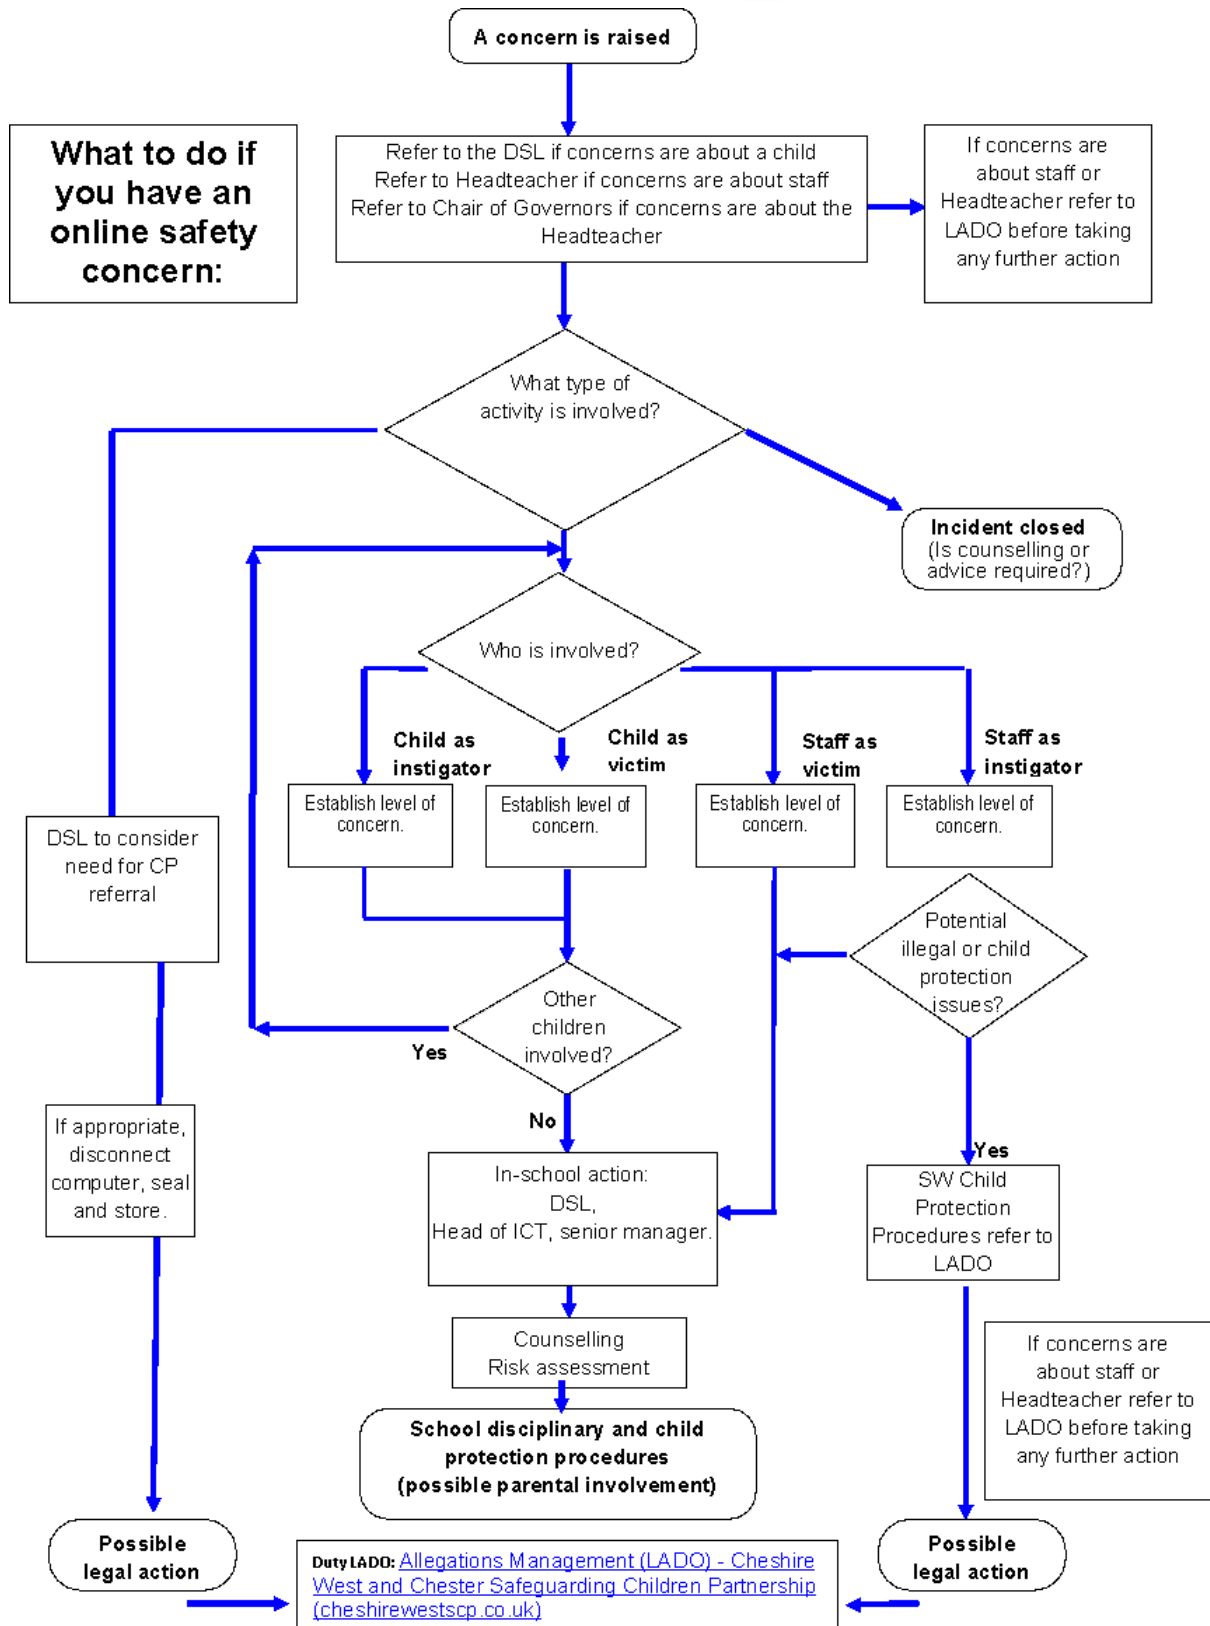 A concern is raised
What to do if
you have an
online safety
concern:
Refer to the DSL if concerns are about a child
Refer to Headteacher if concerns are about staff
Refer to Chair of Governors if concerns are about the
Headteacher
If concerns are
about staff or
Headteacher refer to
LADO before taking
any further action
What type of
activity is involved?
Incident closed
(Is counselling or
advice required?)
Who is involved?
Child as
instigator
Child as
victim
Staff as
victim
Staff as
instigator
Establish level of
concern.
Establish level of
concern.
Establish level of
concern.
Establish level of
concern.
DSL to consider
need for CP
referral
Potential
illegal or child
protection
issues?
Other
children
involved?
Yes
No
If appropriate,
disconnect
computer, seal
and store.
In-school action:
DSL,
Head of ICT, senior manager.
Yes
SW Child
Protection
Procedures refer to
LADO
Counselling
Risk assessment
If concerns are
about staff or
Headteacher refer to
LADO before taking
any further action
School disciplinary and child
protection procedures
(possible parental involvement)
Possible
legal action
Duty LADO: Allegations Management (LADO) - Cheshire
West and Chester Safeguarding Children Partnership
(cheshirewestscp.co.uk)
Possible
legal action